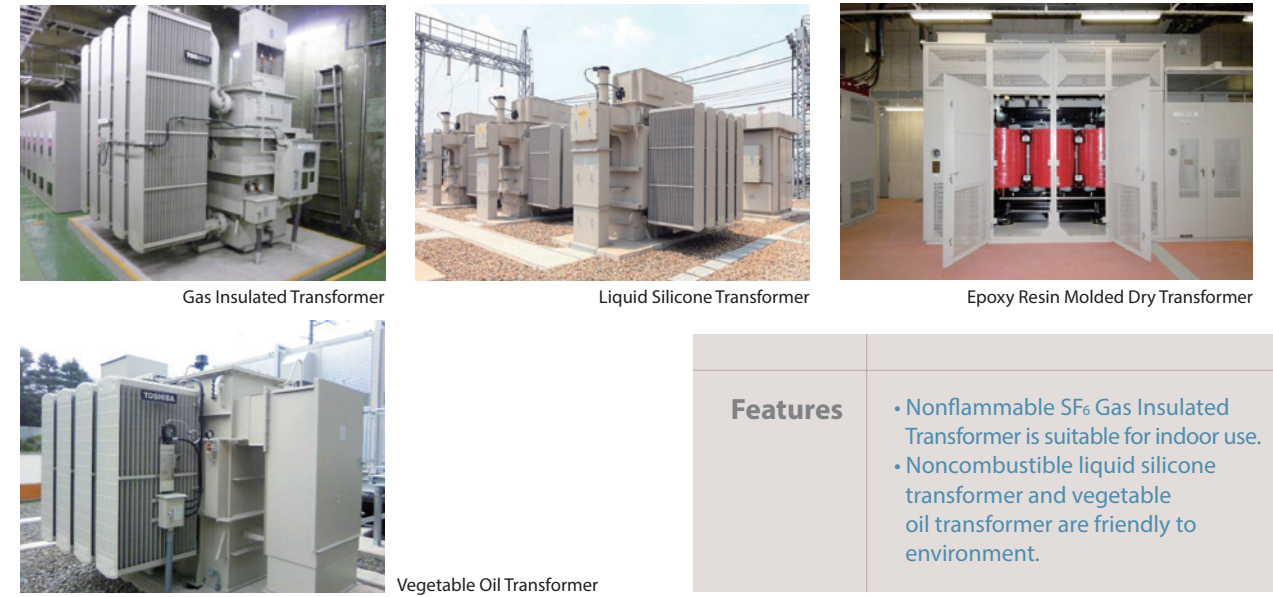 TOSHIBA
Gas Insulated Transformer
Liquid Silicone Transformer
Epoxy Resin Molded Dry Transformer
TOSHIBA
Vegetable Oil Transformer
Features
• Nonflammable SF₆ Gas Insulated
Transformer is suitable for indoor use.
• Noncombustible liquid silicone
transformer and vegetable
oil transformer are friendly to
environment.